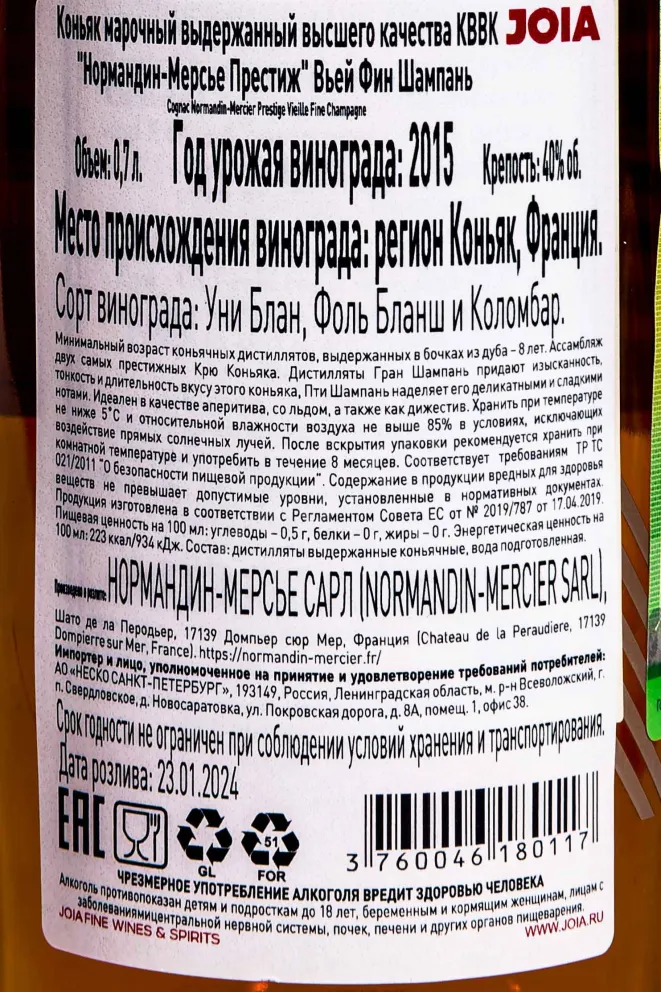 Коньяк марочный выдержанный высшего качества КВВК JOIA
"Нормандин-Мерсье Престиж" Вьей Фин Шампань
Cognac Normandin-Mercier Prestige Vieille Fine Champagne
Объем: 0,7 л. Год урожая винограда: 2015 Крепость: 40% об.
Место происхождения винограда: регион Коньяк, Франция.
Сорт винограда: Уни Блан, Фоль Бланш и Коломбар.
Минимальный возраст коньячных дистиллятов, выдержанных в бочках из дуба – 8 лет. Ассамбляж
двух самых престижных Крю Коньяка. Дистилляты Гран Шампань придают изысканность,
тонкость и длительность вкусу этого коньяка, Пти Шампань наделяет его деликатными и сладкими
нотами. Идеален в качестве аперитива, со льдом, а также как дижестив. Хранить при температуре
не ниже 5°С и относительной влажности воздуха не выше 85% в условиях, исключающих
воздействие прямых солнечных лучей. После вскрытия упаковки рекомендуется хранить при
комнатной температуре и употребить в течение 8 месяцев. Соответствует требованиям ТР ТС
021/2011 "О безопасности пищевой продукции". Содержание в продукции вредных для здоровья
веществ не превышает допустимые уровни, установленные в нормативных документах.
Продукция изготовлена в соответствии с Регламентом Совета ЕС от № 2019/787 от 17.04.2019.
Пищевая ценность на 100 мл: углеводы – 0,5 г, белки – 0 г, жиры – 0 г. Энергетическая ценность на
100 мл: 223 ккал/934 кДж. Состав: дистилляты выдержанные коньячные, вода подготовленная.
Произведено и разлито: НОРМАНДИН-МЕРСЬЕ САРЛ (NORMANDIN-MERCIER SARL),
Шато де ла Перодьер, 17139 Домпьер сюр Мер, Франция (Chateau de la Peraudiere, 17139
Dompierre sur Mer, France). https://normandin-mercier.fr/
Импортер и лицо, уполномоченное на принятие и удовлетворение требований потребителей:
АО «НЕСКО САНКТ-ПЕТЕРБУРГ», 193149, Россия, Ленинградская область, м. р-н Всеволожский, г.
п. Свердловское, д. Новосаратовка, ул. Покровская дорога, д. 8А, помещ. 1, офис 38.
Срок годности не ограничен при соблюдении условий хранения и транспортирования.
Дата розлива: 23.01.2024
ЕАС
GL
51
FOR
3 760046 180117
ЧРЕЗМЕРНОЕ УПОТРЕБЛЕНИЕ АЛКОГОЛЯ ВРЕДИТ ЗДОРОВЬЮ ЧЕЛОВЕКА
Алкоголь противопоказан детям и подросткам до 18 лет, беременным и кормящим женщинам, лицам с
заболеваниямицентральной нервной системы, почек, печени и других органов пищеварения.
JOIA FINE WINES & SPIRITS WWW.JOIA.RU